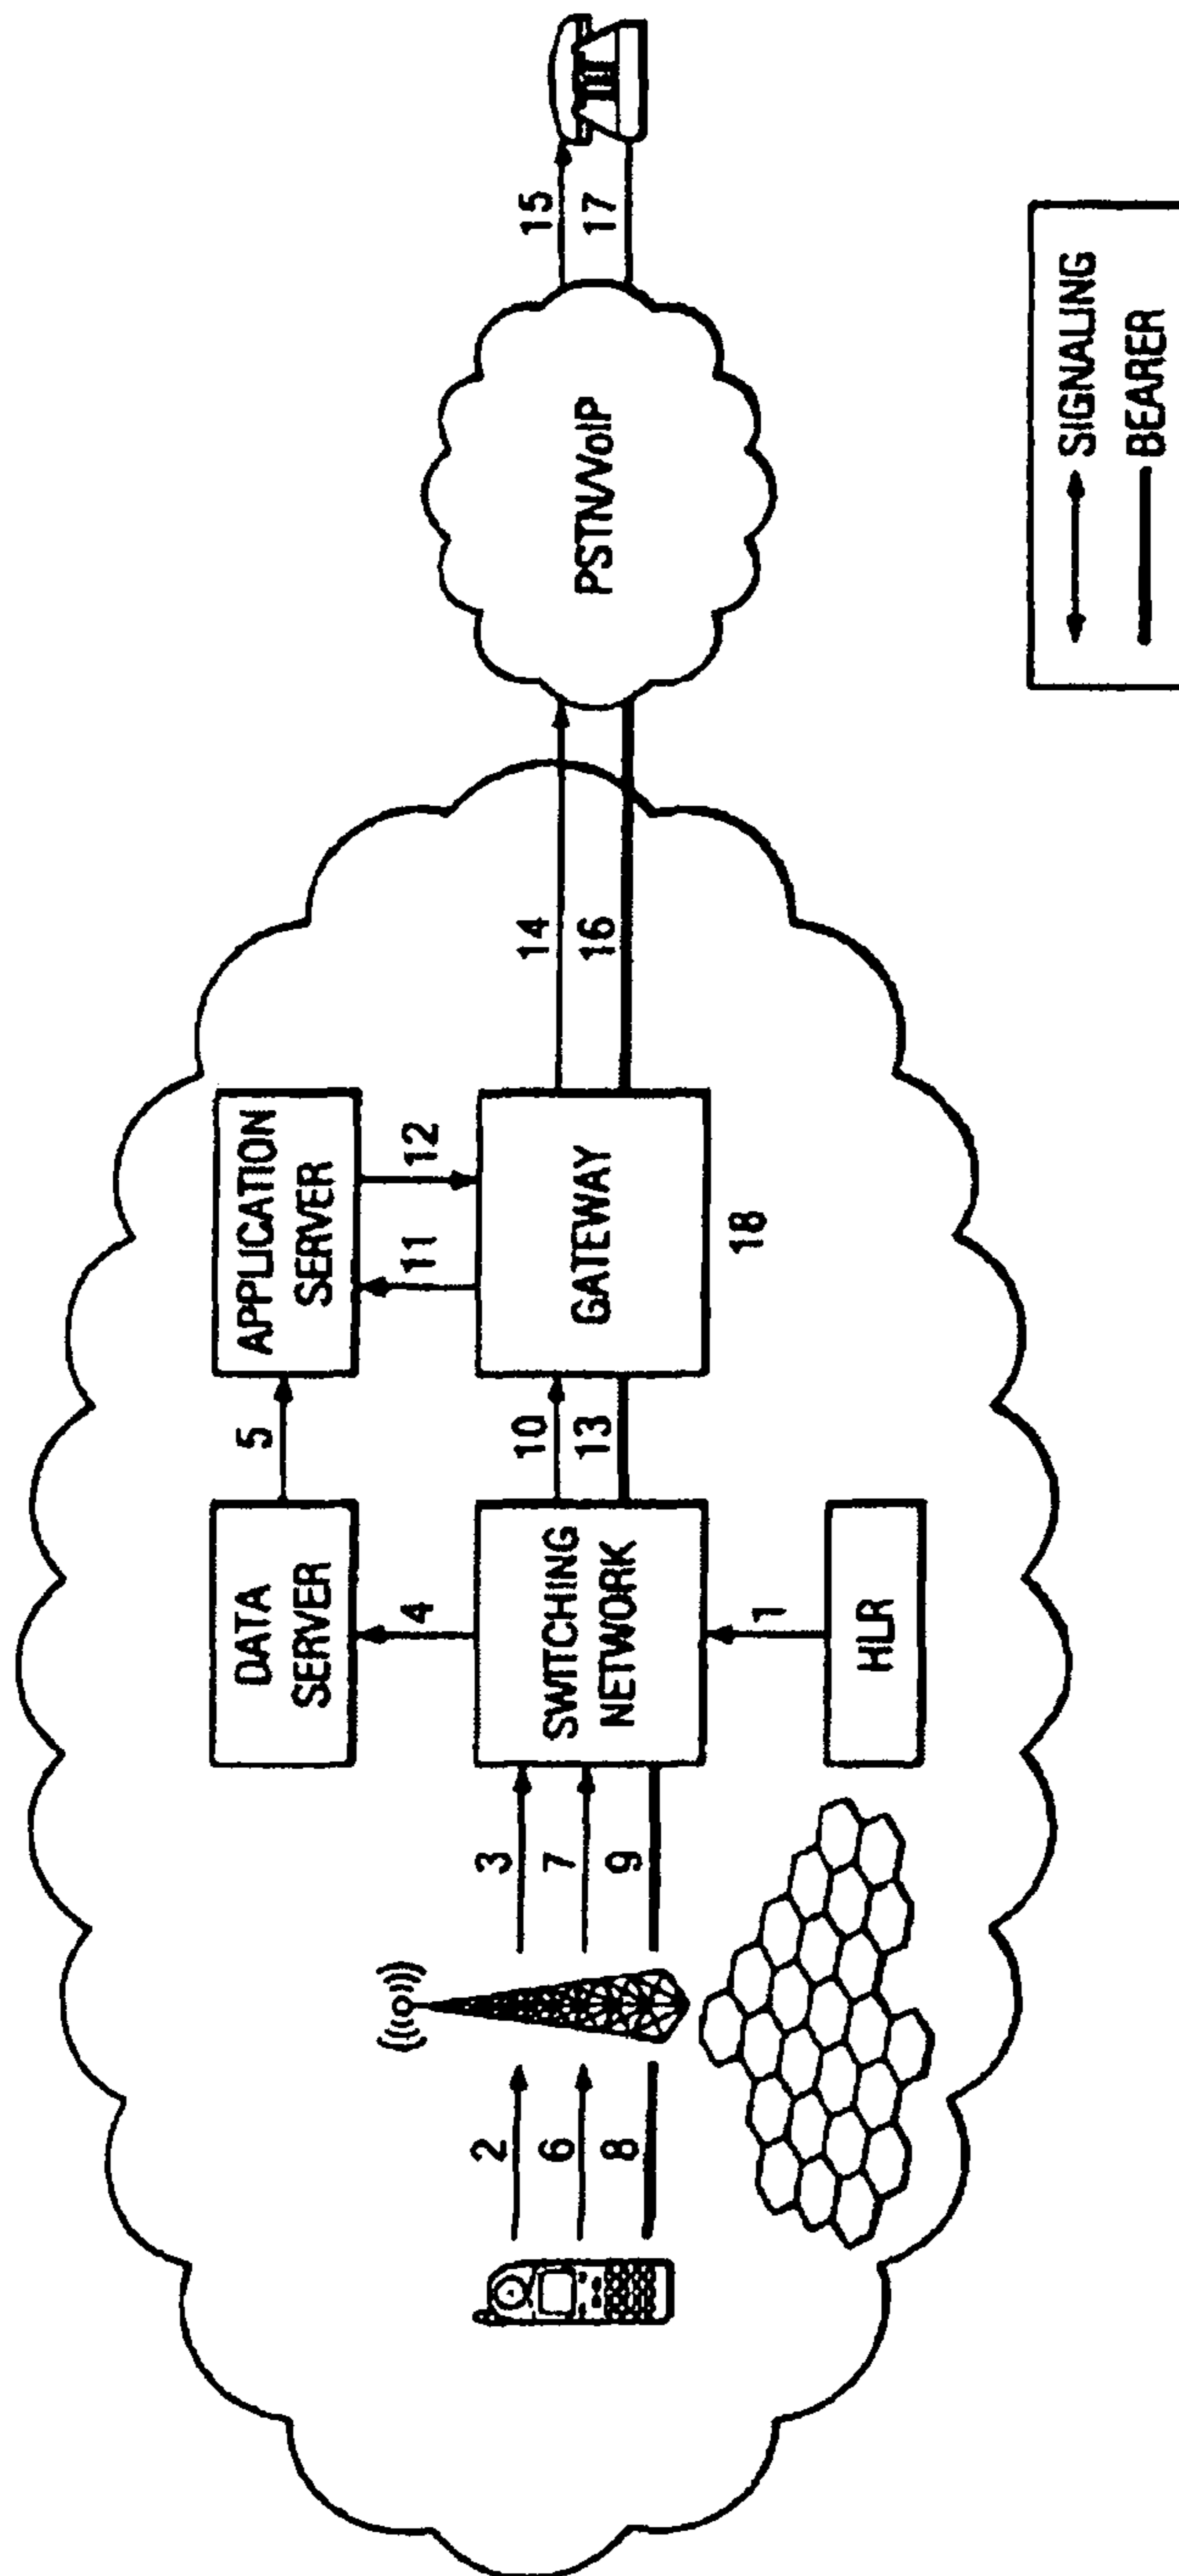 DATA
SERVER
5
APPLICATION
SERVER
4
11
12
2
3
6
7
8
9
SWITCHING
NETWORK
10
13
GATEWAY
14
16
PSTN/VoIP
15
17
1
18
HLR
SIGNALING
BEARER